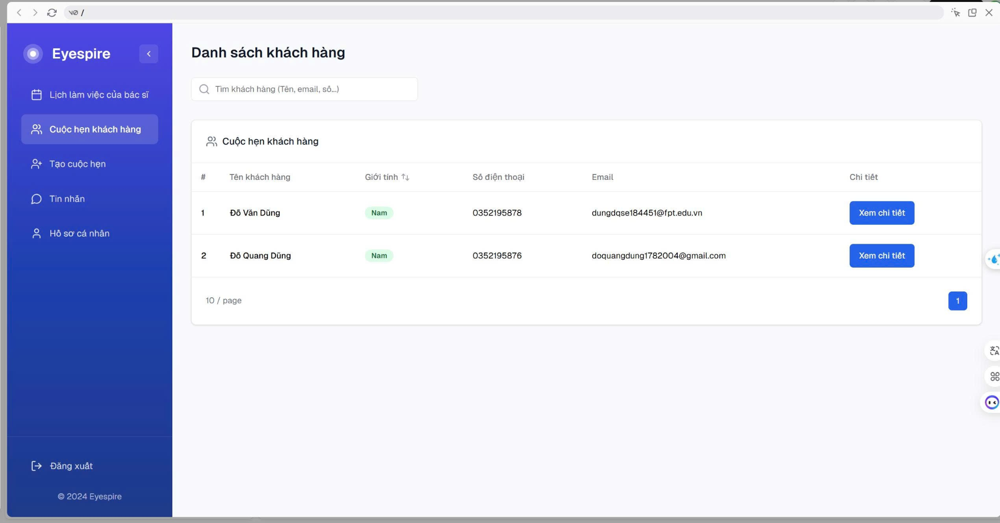 v0 /
Eyespire
Lịch làm việc của bác sĩ
Cuộc hẹn khách hàng
Tạo cuộc hẹn
Tin nhắn
Hồ sơ cá nhân
Đăng xuất
© 2024 Eyespire
Danh sách khách hàng
Tìm khách hàng (Tên, email, số...)
Cuộc hẹn khách hàng
# Tên khách hàng Giới tính Số điện thoại Email Chi tiết
1 Đỗ Văn Dũng Nam 0352195878 dungdqse184451@fpt.edu.vn Xem chi tiết
2 Đỗ Quang Dũng Nam 0352195876 doquangdung1782004@gmail.com Xem chi tiết
10 / page 1